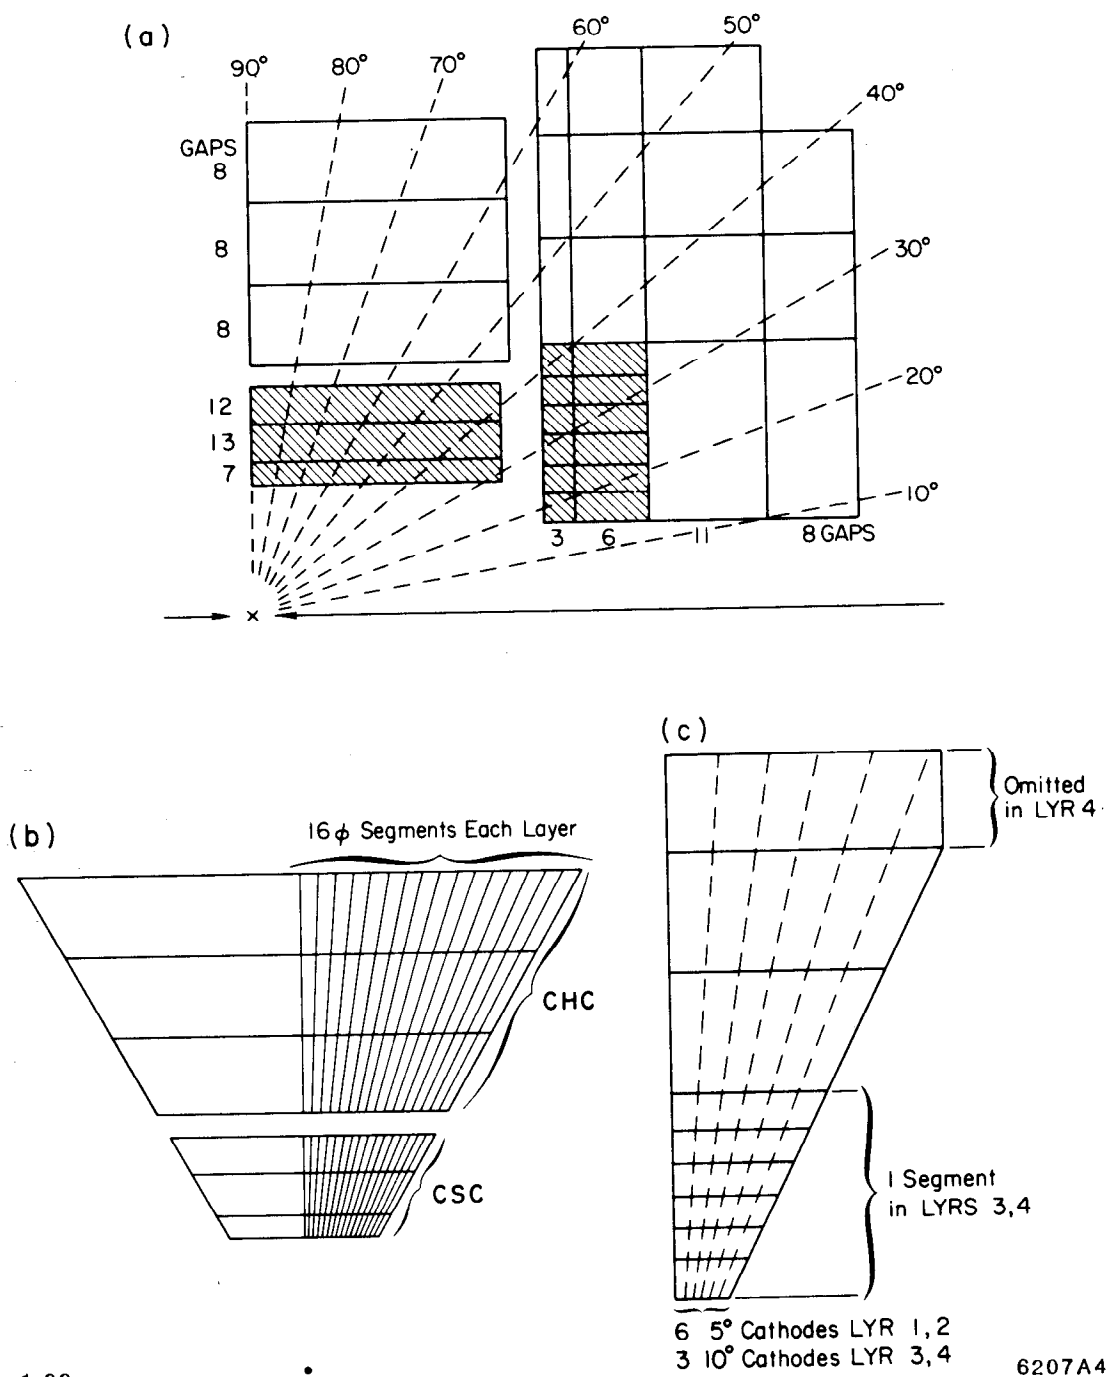 (a)
90° 80° 70° 60° 50°
40°
30°
20°
10°
GAPS
8
8
8
12
13
7
3 6 11 8 GAPS
x
(b)
16 ϕ Segments Each Layer
CHC
CSC
(c)
Omitted
in LYR 4
1 Segment
in LYRS 3,4
6 5° Cathodes LYR 1,2
3 10° Cathodes LYR 3,4
6207A4